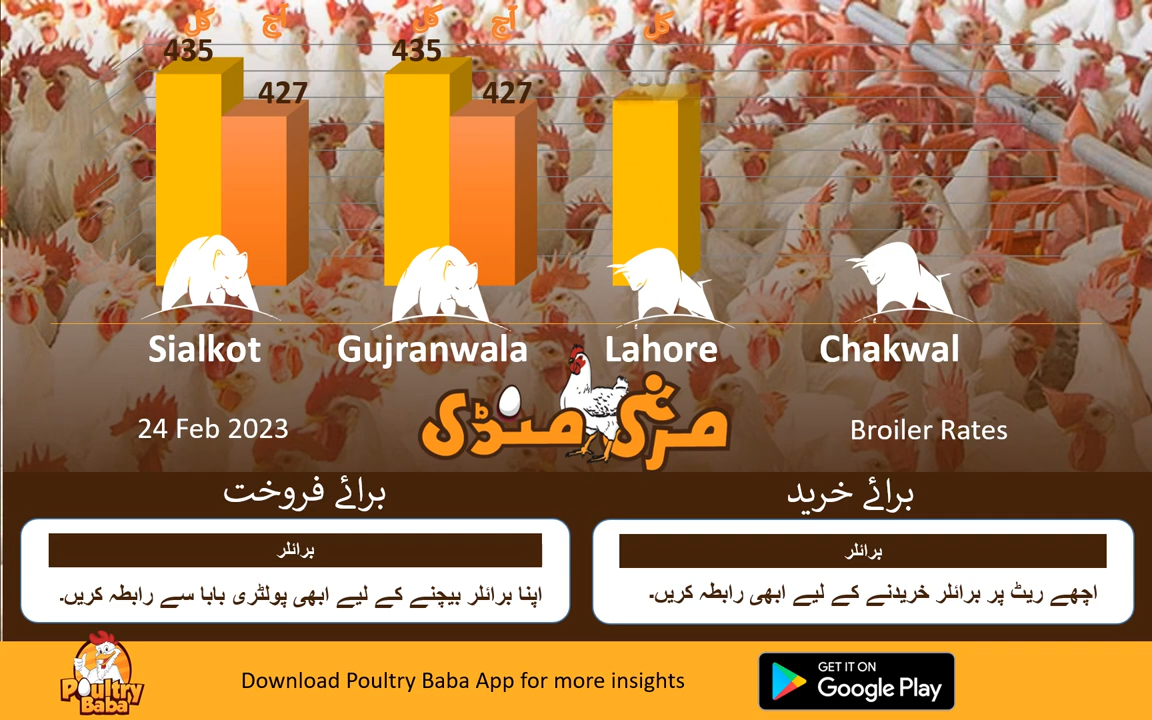 کل آج کل آج کل
435 427 435 427
Sialkot Gujranwala Lahore Chakwal
مرغی منڈی
24 Feb 2023 Broiler Rates
برائے فروخت
برائلر
اپنا برائلر بیچنے کے لیے ابھی پولٹری بابا سے رابطہ کریں۔
برائے خرید
برائلر
اچھے ریٹ پر برائلر خریدنے کے لیے ابھی رابطہ کریں۔
Poultry
Baba
Download Poultry Baba App for more insights
GET IT ON
Google Play